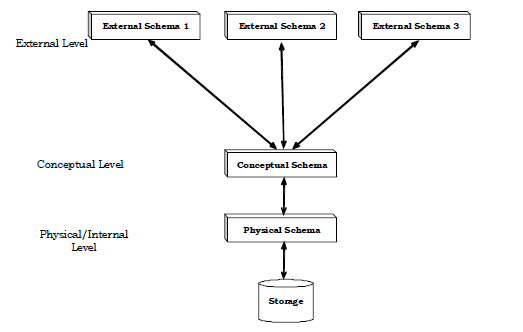 External Schema 1
External Schema 2
External Schema 3
External Level
Conceptual Level
Conceptual Schema
Physical/Internal
Level
Physical Schema
Storage